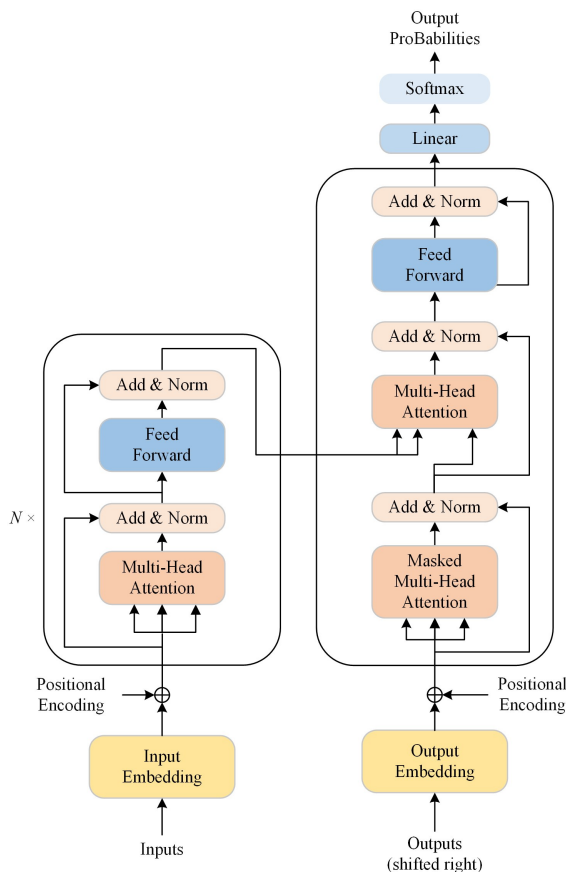 Output
ProBabilities
Softmax
Linear
Add & Norm
Feed
Forward
Add & Norm
Multi-Head
Attention
Add & Norm
Masked
Multi-Head
Attention
Positional
Encoding
Output
Embedding
Outputs
(shifted right)
Add & Norm
Feed
Forward
N ×
Add & Norm
Multi-Head
Attention
Positional
Encoding
Input
Embedding
Inputs